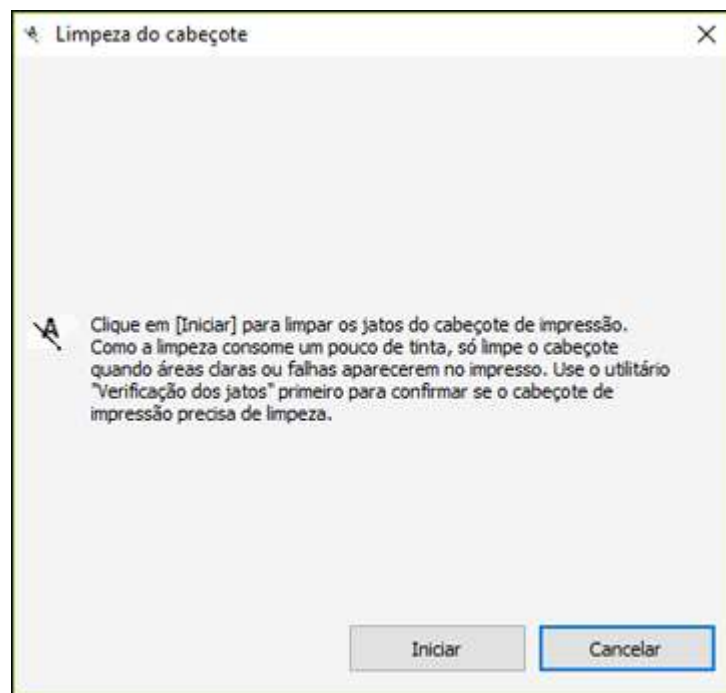 Limpeza do cabeçote
Clique em [Iniciar] para limpar os jatos do cabeçote de impressão.
Como a limpeza consome um pouco de tinta, só limpe o cabeçote
quando áreas claras ou falhas aparecerem no impresso. Use o utilitário
"Verificação dos jatos" primeiro para confirmar se o cabeçote de
impressão precisa de limpeza.
Iniciar
Cancelar